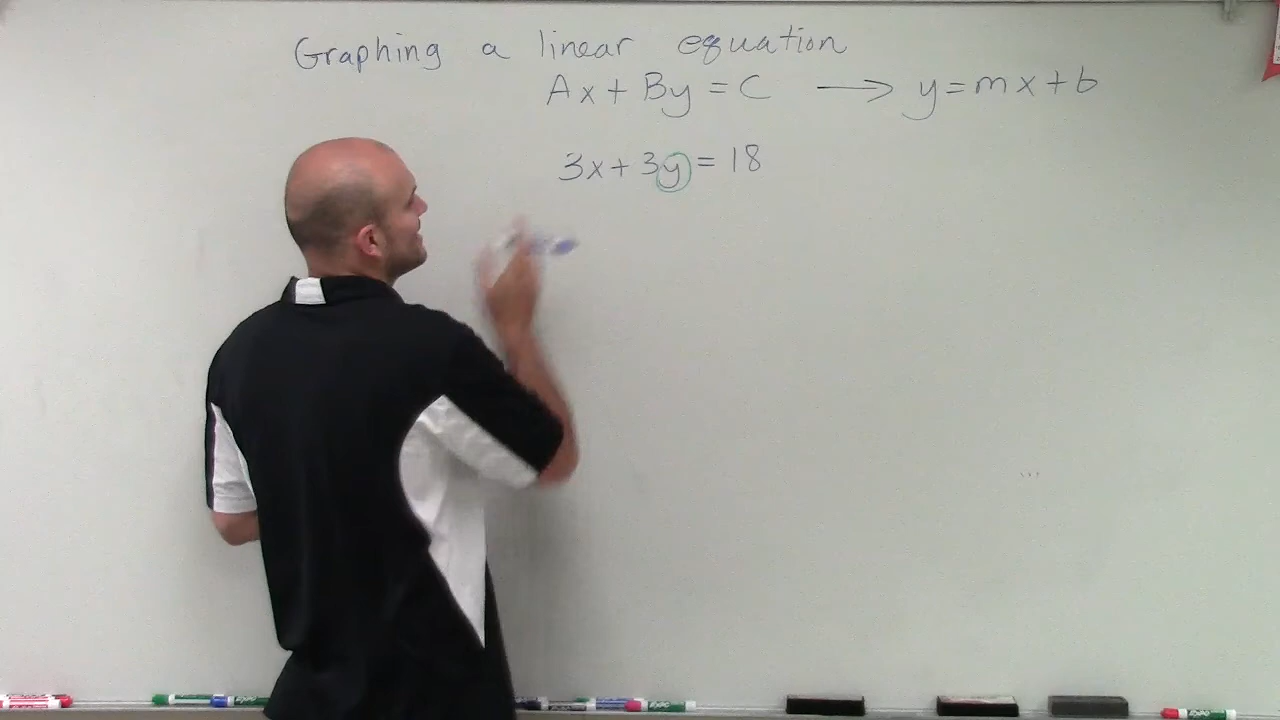 Graphing a linear equation
Ax + By = C → y = mx + b
3x + 3y = 18